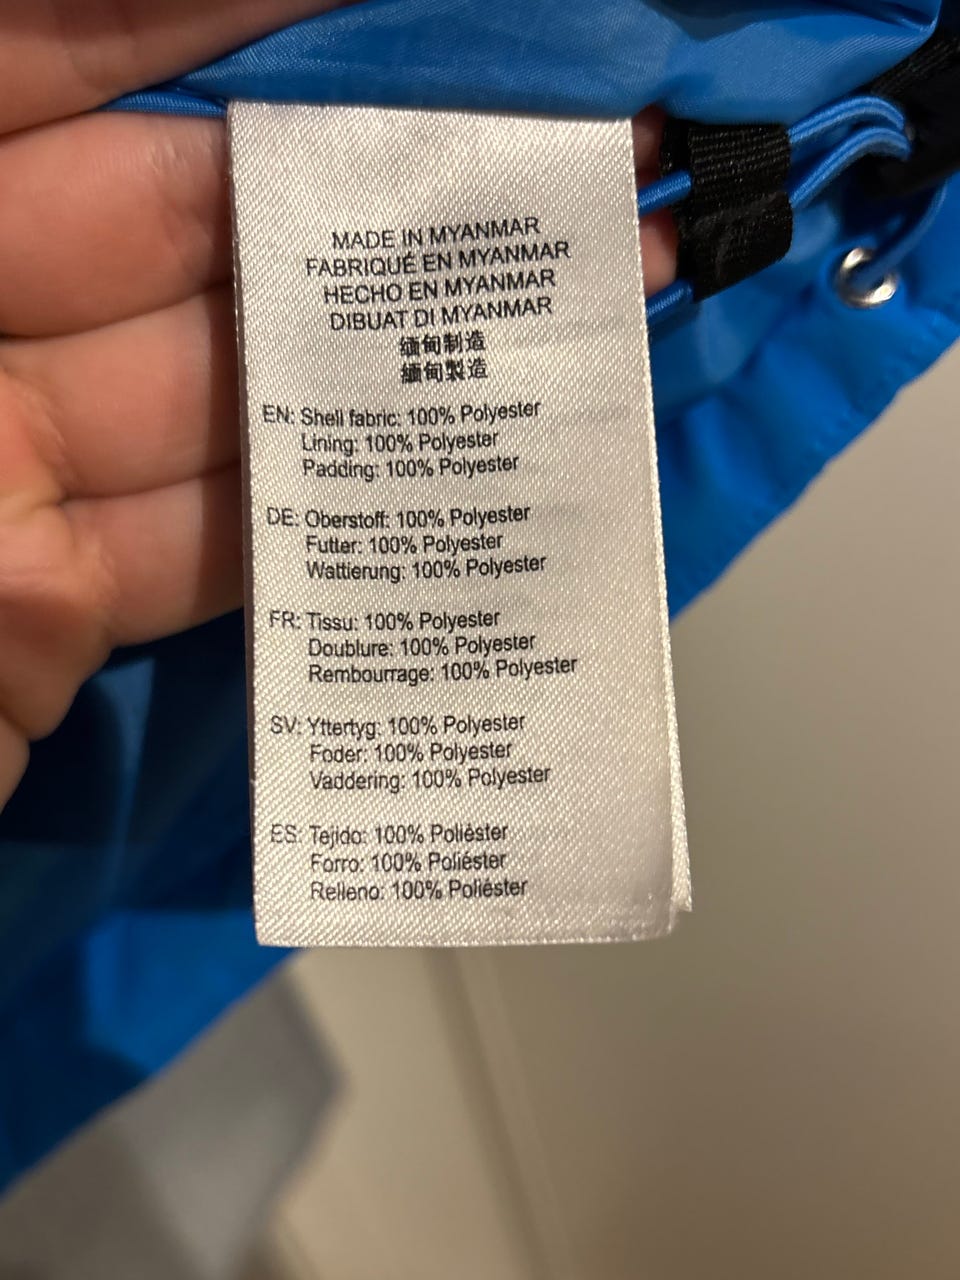 MADE IN MYANMAR
FABRIQUÉ EN MYANMAR
HECHO EN MYANMAR
DIBUAT DI MYANMAR
缅甸制造
緬甸製造
EN: Shell fabric: 100% Polyester
Lining: 100% Polyester
Padding: 100% Polyester
DE: Oberstoff: 100% Polyester
Futter: 100% Polyester
Wattierung: 100% Polyester
FR: Tissu: 100% Polyester
Doublure: 100% Polyester
Rembourrage: 100% Polyester
SV: Yttertyg: 100% Polyester
Foder: 100% Polyester
Vaddering: 100% Polyester
ES: Tejido: 100% Poliéster
Forro: 100% Poliéster
Relleno: 100% Poliéster